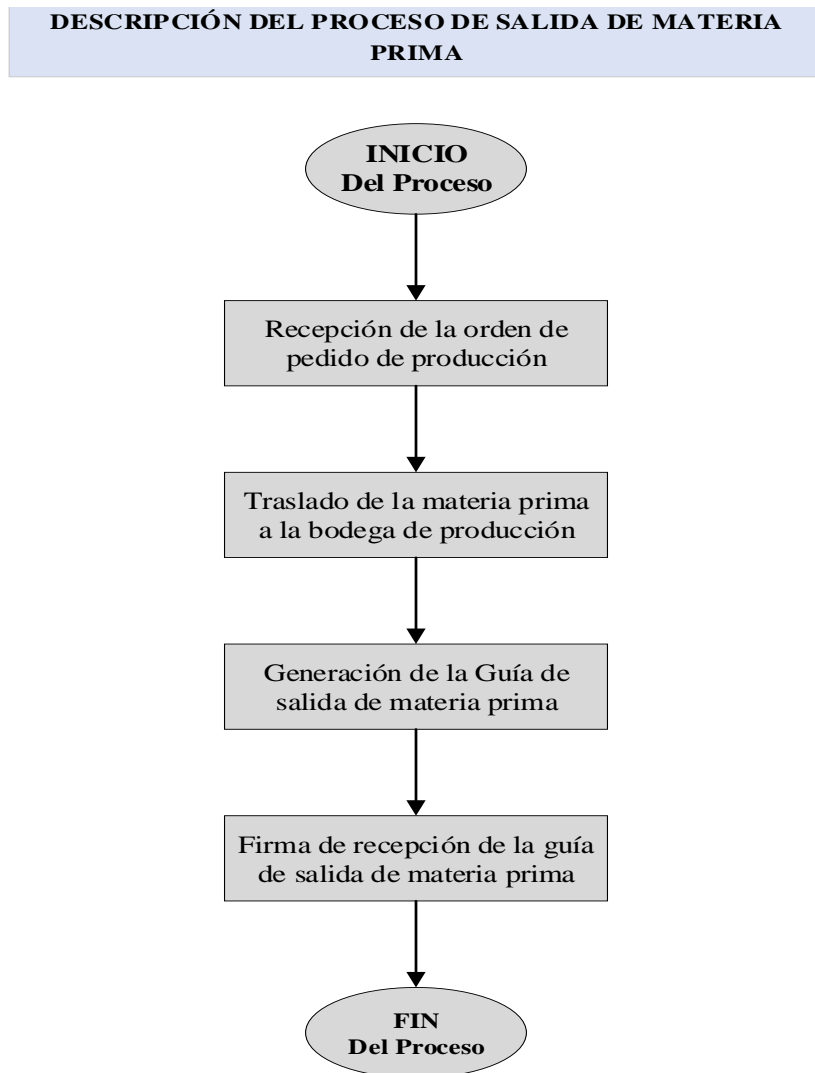 DESCRIPCIÓN DEL PROCESO DE SALIDA DE MATERIA
PRIMA
INICIO
Del Proceso
Recepción de la orden de
pedido de producción
Traslado de la materia prima
a la bodega de producción
Generación de la Guía de
salida de materia prima
Firma de recepción de la guía
de salida de materia prima
FIN
Del Proceso